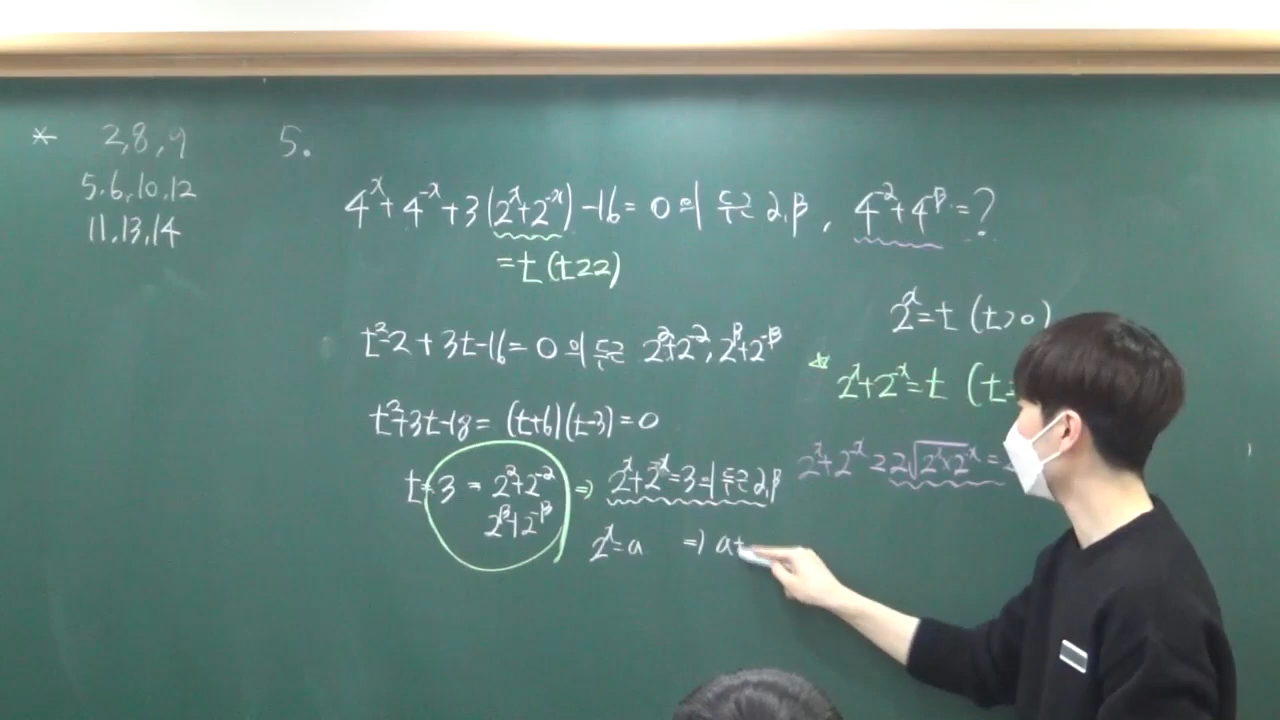 * 2,8,9
5.6,10,12
11,13,14
5.
4^x+4^-x+3(2^x+2^-x)-16=0의 두근 α,β, 4^α+4^β=?
=t (t≥2)
2^x=t (t>0)
t²-2+3t-16=0의 두근 2^α+2^-α, 2^β+2^-β
☆ 2^x+2^-x=t (t≥
t²+3t-18=(t+6)(t-3)=0
2^x+2^-x≥2√2^x×2^-x=2
t=3=2^α+2^-α ⇒ 2^x+2^-x=3의 두근 α,β
2^β+2^-β
2^x=a ⇒ a+